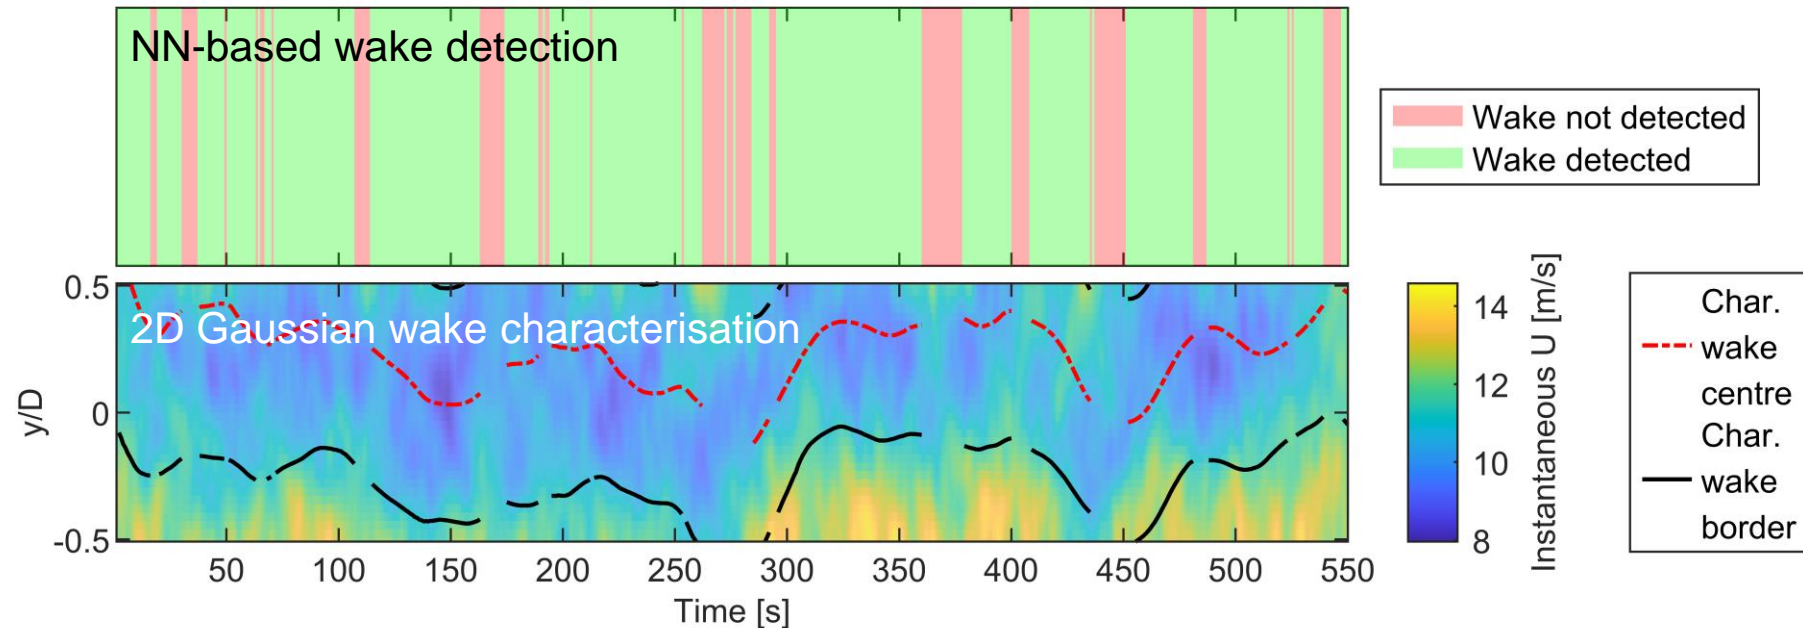 NN-based wake detection
Wake not detected
Wake detected
0.5
0
-0.5
y/D
2D Gaussian wake characterisation
50 100 150 200 250 300 350 400 450 500 550
Time [s]
14
12
10
8
Instantaneous U [m/s]
Char.
wake
centre
Char.
wake
border